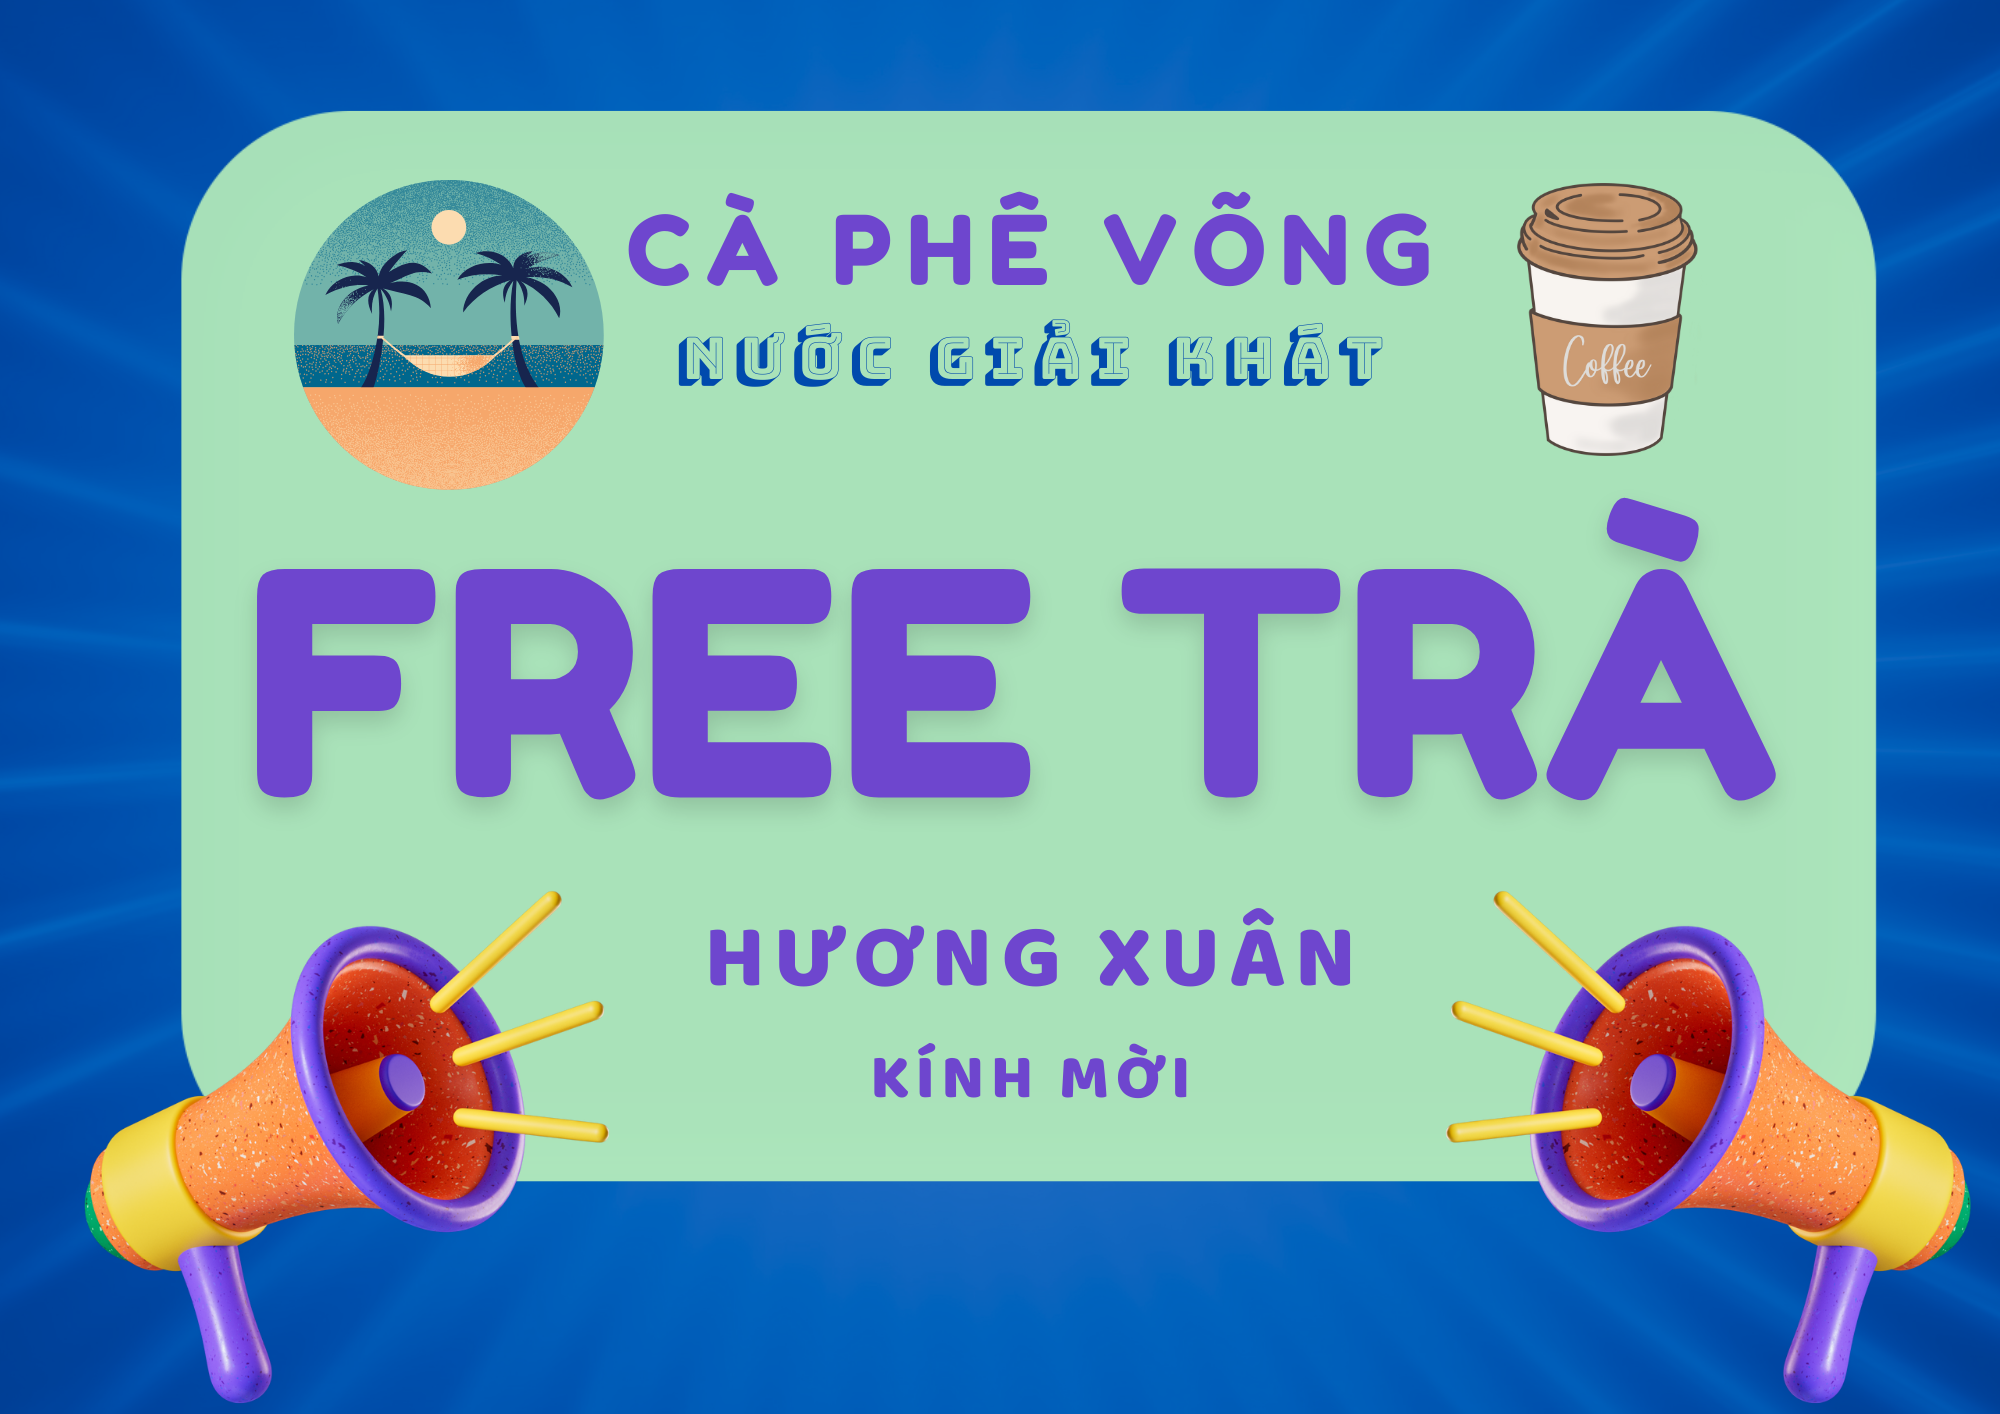 CÀ PHÊ VÕNG
NƯỚC GIẢI KHÁT
Coffee
FREE TRÀ
HƯƠNG XUÂN
KÍNH MỜI